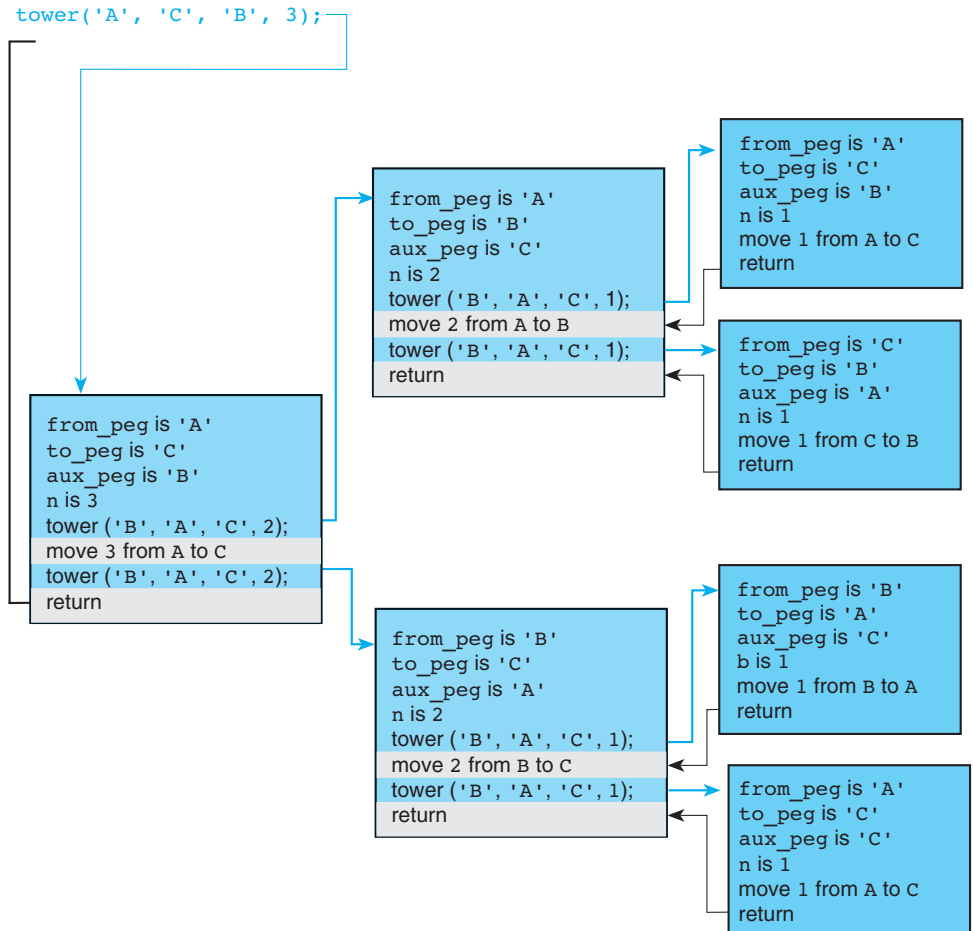 tower('A', 'C', 'B', 3);
from_peg is 'A'
to_peg is 'C'
aux_peg is 'B'
n is 3
tower ('B', 'A', 'C', 2);
move 3 from A to C
tower ('B', 'A', 'C', 2);
return
from_peg is 'A'
to_peg is 'B'
aux_peg is 'C'
n is 2
tower ('B', 'A', 'C', 1);
move 2 from A to B
tower ('B', 'A', 'C', 1);
return
from_peg is 'A'
to_peg is 'C'
aux_peg is 'B'
n is 1
move 1 from A to C
return
from_peg is 'C'
to_peg is 'B'
aux_peg is 'A'
n is 1
move 1 from C to B
return
from_peg is 'B'
to_peg is 'C'
aux_peg is 'A'
n is 2
tower ('B', 'A', 'C', 1);
move 2 from B to C
tower ('B', 'A', 'C', 1);
return
from_peg is 'B'
to_peg is 'A'
aux_peg is 'C'
b is 1
move 1 from B to A
return
from_peg is 'A'
to_peg is 'C'
aux_peg is 'C'
n is 1
move 1 from A to C
return